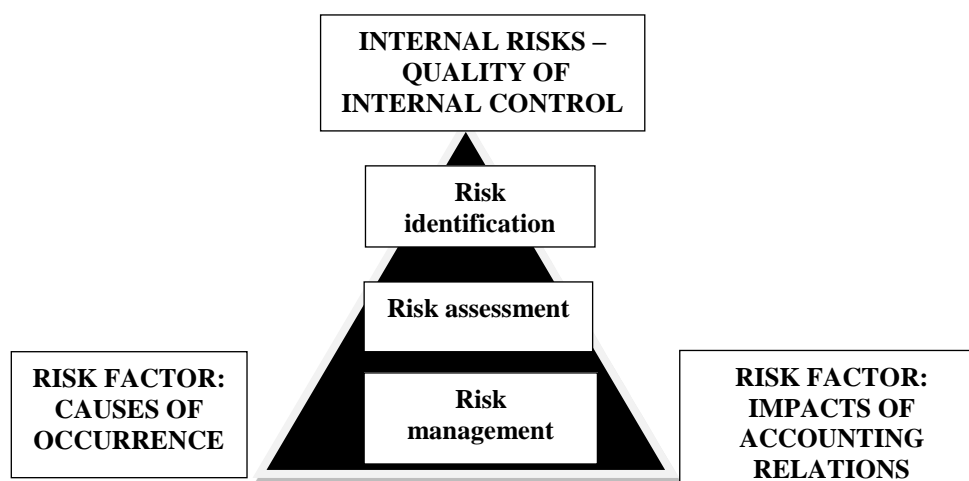 INTERNAL RISKS –
QUALITY OF
INTERNAL CONTROL
Risk
identification
Risk assessment
Risk
management
RISK FACTOR:
CAUSES OF
OCCURRENCE
RISK FACTOR:
IMPACTS OF
ACCOUNTING
RELATIONS